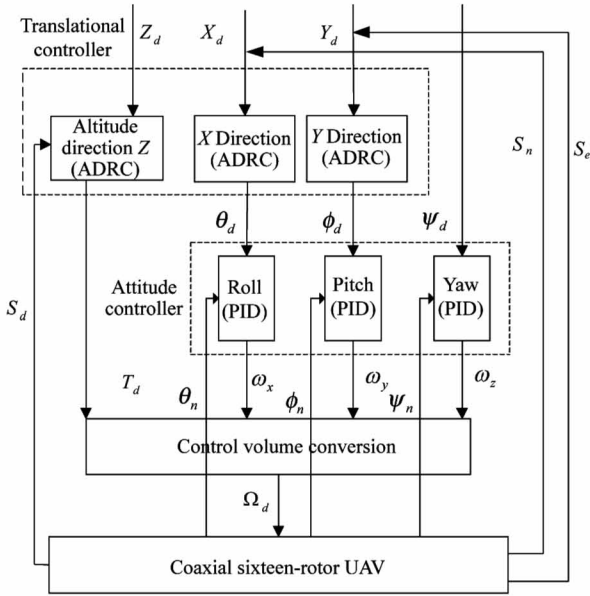 Translational
controller
Z_d
X_d
Y_d
Altitude
direction Z
(ADRC)
X Direction
(ADRC)
Y Direction
(ADRC)
S_n
S_e
θ_d
ϕ_d
ψ_d
Attitude
controller
Roll
(PID)
Pitch
(PID)
Yaw
(PID)
S_d
T_d
θ_n
ω_x
ϕ_n
ω_y
ψ_n
ω_z
Control volume conversion
Ω_d
Coaxial sixteen-rotor UAV